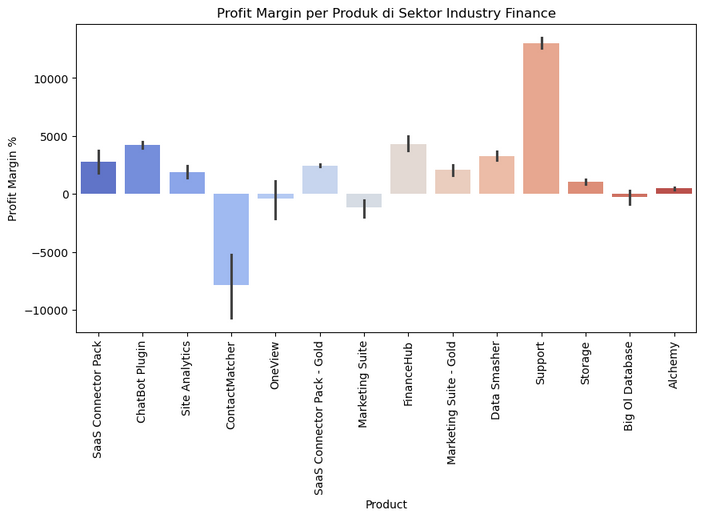 Profit Margin per Produk di Sektor Industry Finance
Profit Margin %
10000
5000
0
−5000
−10000
SaaS Connector Pack
ChatBot Plugin
Site Analytics
ContactMatcher
OneView
SaaS Connector Pack - Gold
Marketing Suite
FinanceHub
Marketing Suite - Gold
Data Smasher
Support
Storage
Big Ol Database
Alchemy
Product